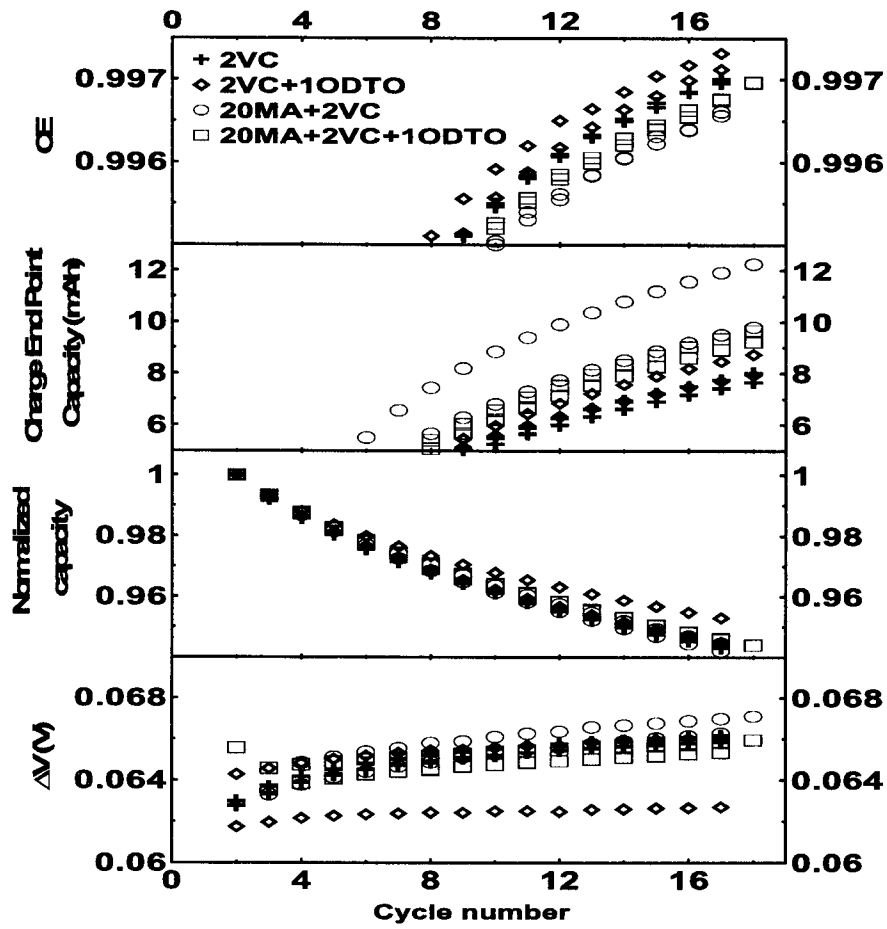 0 4 8 12 16
2VC
2VC+1ODTO
20MA+2VC
20MA+2VC+1ODTO
0.997
0.996
CE
0.997
0.996
12
10
8
6
Charge End Point
Capacity (mAh)
12
10
8
6
1
0.98
0.96
Normalized
capacity
1
0.98
0.96
0.068
0.064
0.06
ΔV(V)
0.068
0.064
0.06
0 4 8 12 16
Cycle number